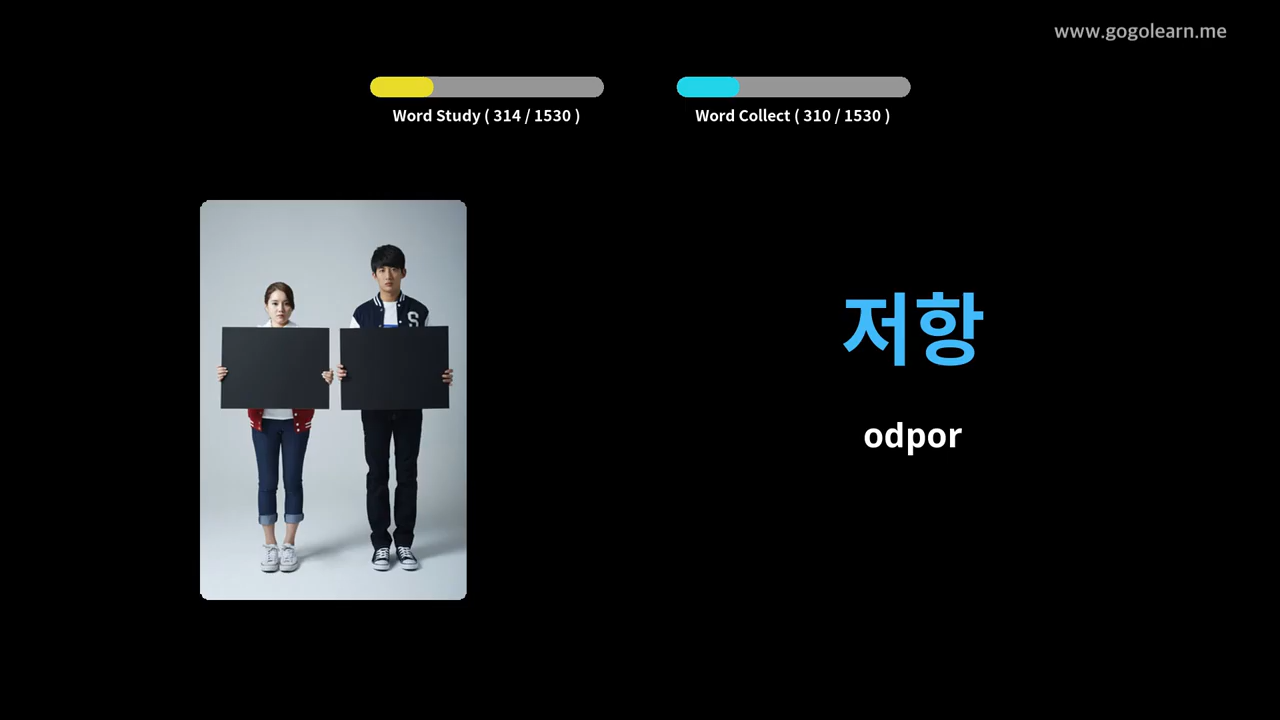 www.gogolearn.me
Word Study ( 314 / 1530 )
Word Collect ( 310 / 1530 )
S
저항
odpor